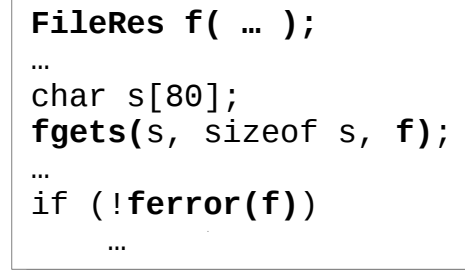 FileRes f( … );
…
char s[80];
fgets(s, sizeof s, f);
…
if (!ferror(f))
…